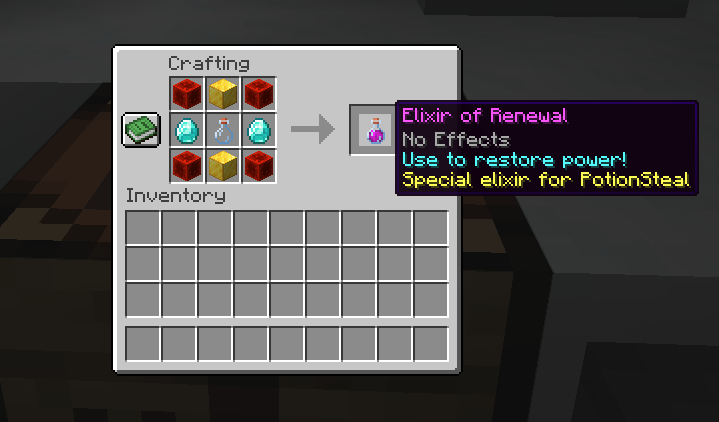 Crafting
Elixir of Renewal
No Effects
Use to restore power!
Special elixir for PotionSteal
Inventory